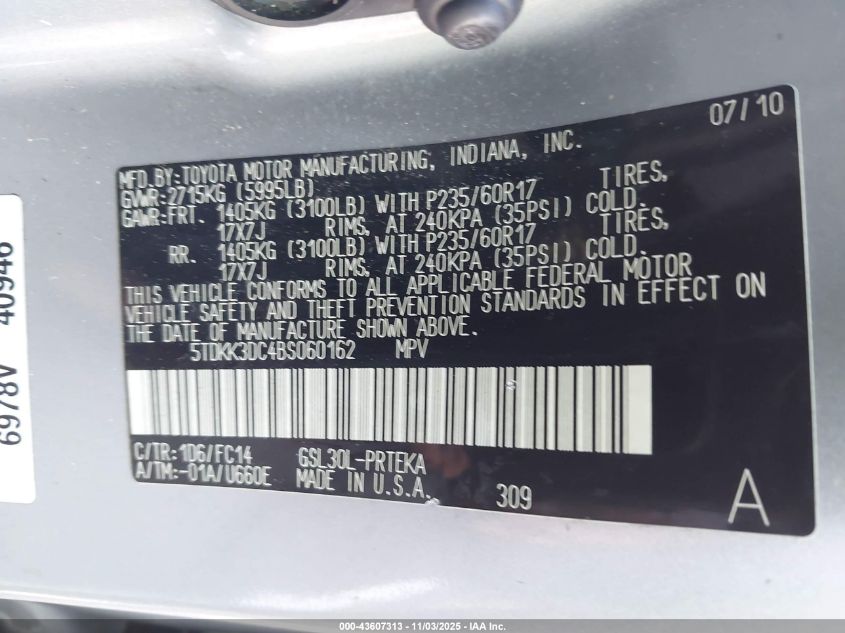 07/10
MFD.BY:TOYOTA MOTOR MANUFACTURING, INDIANA, INC.
GVWR:2715KG (5995LB)
GAWR:FRT. 1405KG (3100LB) WITH P235/60R17 TIRES,
17X7J RIMS, AT 240KPA (35PSI) COLD.
RR. 1405KG (3100LB) WITH P235/60R17 TIRES,
17X7J RIMS, AT 240KPA (35PSI) COLD.
THIS VEHICLE CONFORMS TO ALL APPLICABLE FEDERAL MOTOR
VEHICLE SAFETY AND THEFT PREVENTION STANDARDS IN EFFECT ON
THE DATE OF MANUFACTURE SHOWN ABOVE.
5TDKK3DC4BS060162 MPV
C/TR: 1D6/FC14 GSL30L-PRTEKA
A/TM:-01A/U660E MADE IN U.S.A.
309
A
6978V 40946
000-43607313 - 11/03/2025 - IAA Inc.